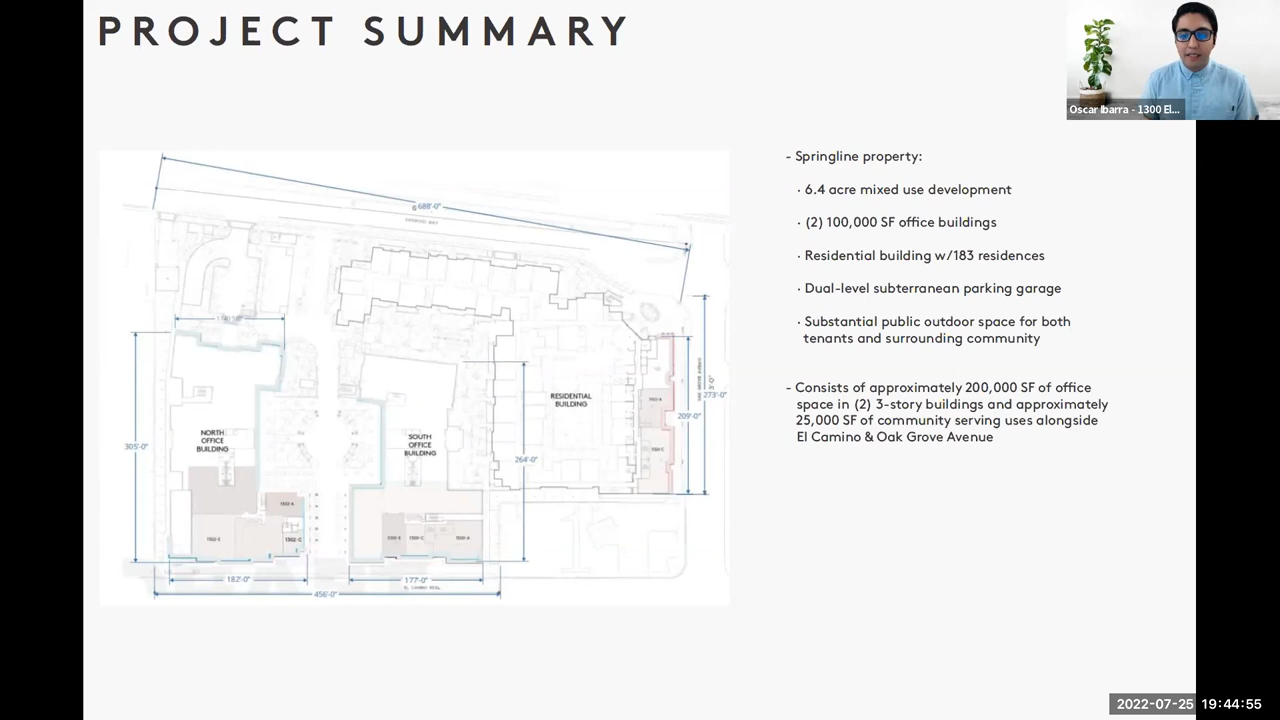 PROJECT SUMMARY
Oscar Ibarra - 1300 El...
- Springline property:
· 6.4 acre mixed use development
· (2) 100,000 SF office buildings
· Residential building w/183 residences
· Dual-level subterranean parking garage
· Substantial public outdoor space for both
tenants and surrounding community
- Consists of approximately 200,000 SF of office
space in (2) 3-story buildings and approximately
25,000 SF of community serving uses alongside
El Camino & Oak Grove Avenue
688'-0"
305'-0"
NORTH
OFFICE
BUILDING
SOUTH
OFFICE
BUILDING
RESIDENTIAL
BUILDING
264'-0"
209'-0"
273'-0"
1302-A
1302-C
182'-0"
177'-0"
EL CAMINO REAL
456'-0"
2022-07-25 19:44:55